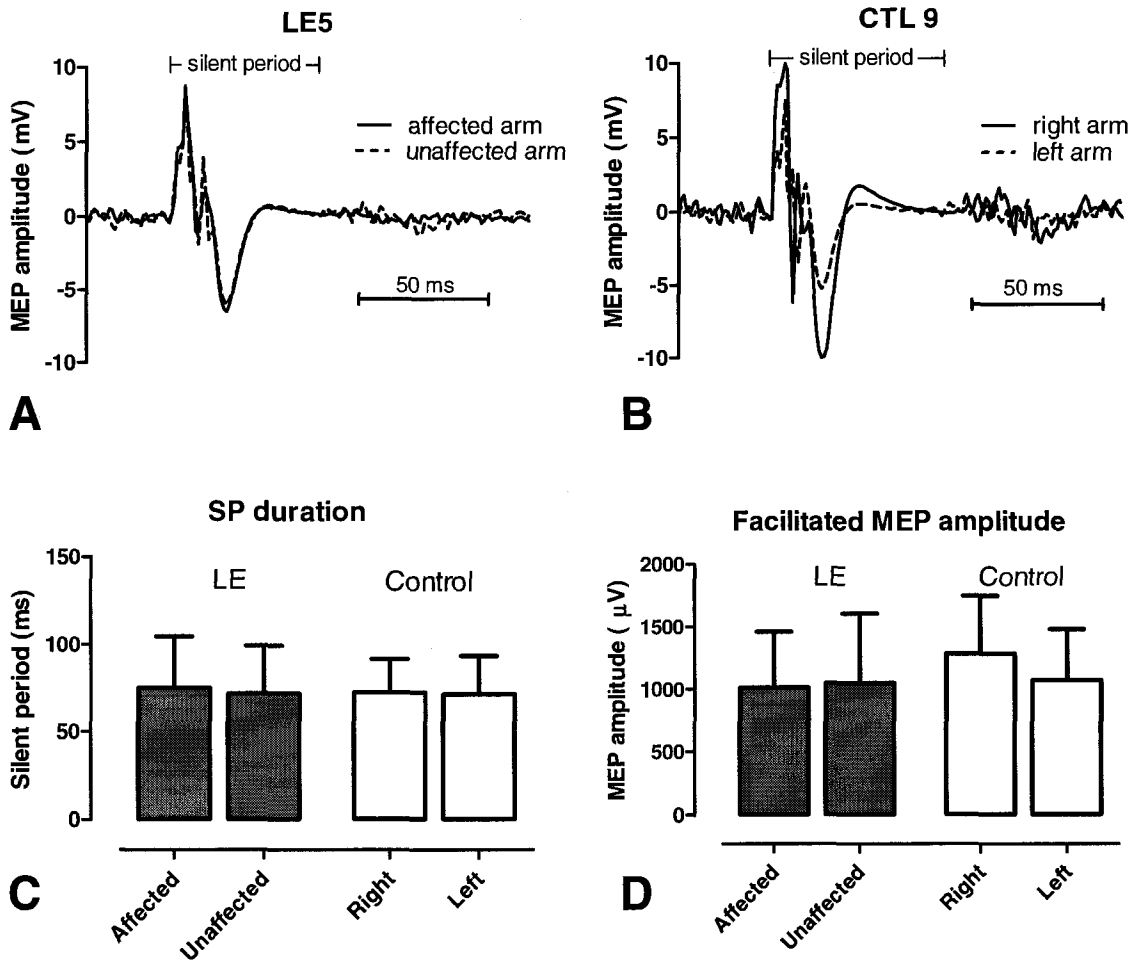 LE5
silent period
10
5
0
-5
-10
MEP amplitude (mV)
affected arm
unaffected arm
50 ms
A
CTL 9
silent period
10
5
0
-5
-10
MEP amplitude (mV)
right arm
left arm
50 ms
B
SP duration
150
100
50
0
Silent period (ms)
LE
Control
Affected
Unaffected
Right
Left
C
Facilitated MEP amplitude
2000
1500
1000
500
0
MEP amplitude ( μV)
LE
Control
Affected
Unaffected
Right
Left
D